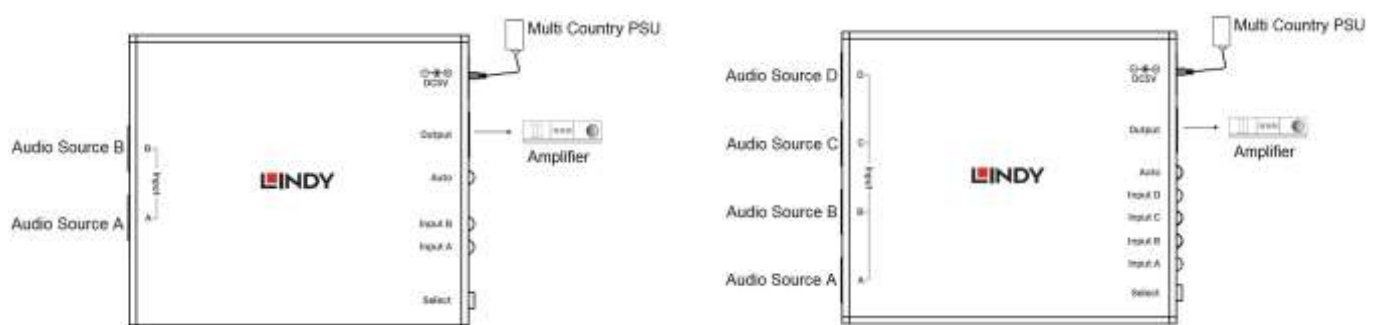 Multi Country PSU
DC5V
Output
Amplifier
Audio Source B
B
Input
Auto
LINDY
Audio Source A
A
Input B
Input A
Select
Multi Country PSU
Audio Source D
D
DC5V
Output
Amplifier
Audio Source C
C
Input
Auto
LINDY
Input D
Audio Source B
B
Input C
Input B
Input A
Audio Source A
A
Select